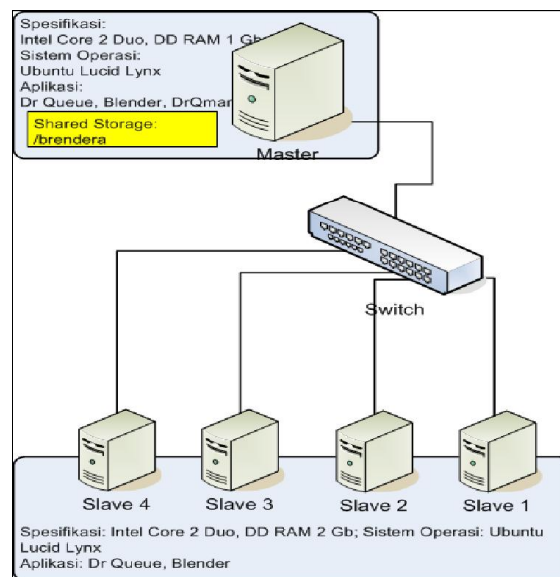 Spesifikasi:
Intel Core 2 Duo, DD RAM 1 Gb
Sistem Operasi:
Ubuntu Lucid Lynx
Aplikasi:
Dr Queue, Blender, DrQman
Shared Storage:
/brendera
Master
Switch
Slave 4 Slave 3 Slave 2 Slave 1
Spesifikasi: Intel Core 2 Duo, DD RAM 2 Gb; Sistem Operasi: Ubuntu
Lucid Lynx
Aplikasi: Dr Queue, Blender